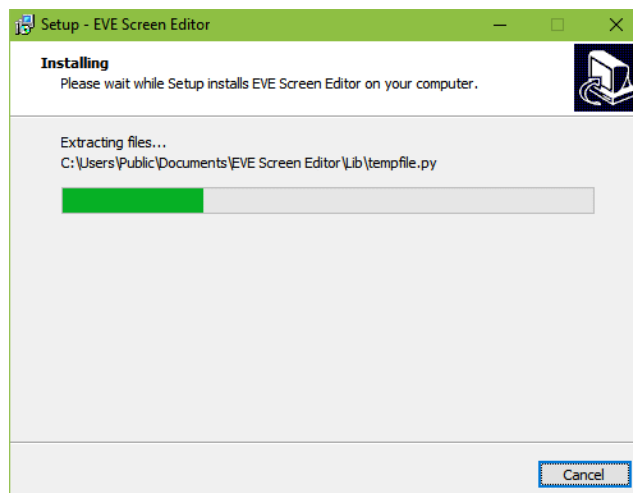 Setup - EVE Screen Editor
Installing
Please wait while Setup installs EVE Screen Editor on your computer.
Extracting files...
C:\Users\Public\Documents\EVE Screen Editor\Lib\tempfile.py
Cancel